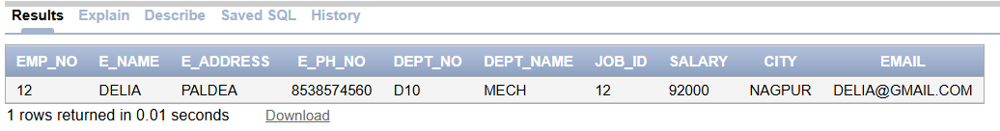 Results Explain Describe Saved SQL History
EMP_NO E_NAME E_ADDRESS E_PH_NO DEPT_NO DEPT_NAME JOB_ID SALARY CITY EMAIL
12 DELIA PALDEA 8538574560 D10 MECH 12 92000 NAGPUR DELIA@GMAIL.COM
1 rows returned in 0.01 seconds Download